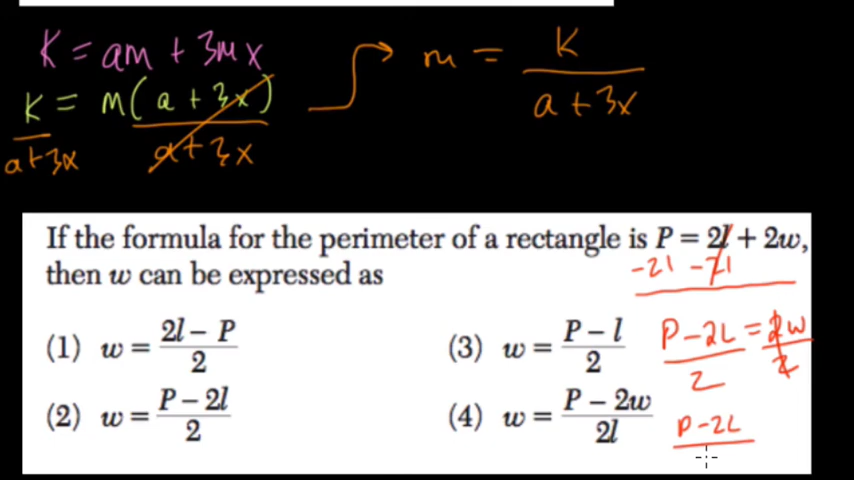 K = am + 3mx
K = m(a + 3x)
a+3x a+3x
m = K
a + 3x
If the formula for the perimeter of a rectangle is P = 2l + 2w,
then w can be expressed as
-2l -2l
(1) w = 2l – P
2
(2) w = P – 2l
2
(3) w = P – l
2
(4) w = P – 2w
2l
P-2L = 2W
2 2
P-2L